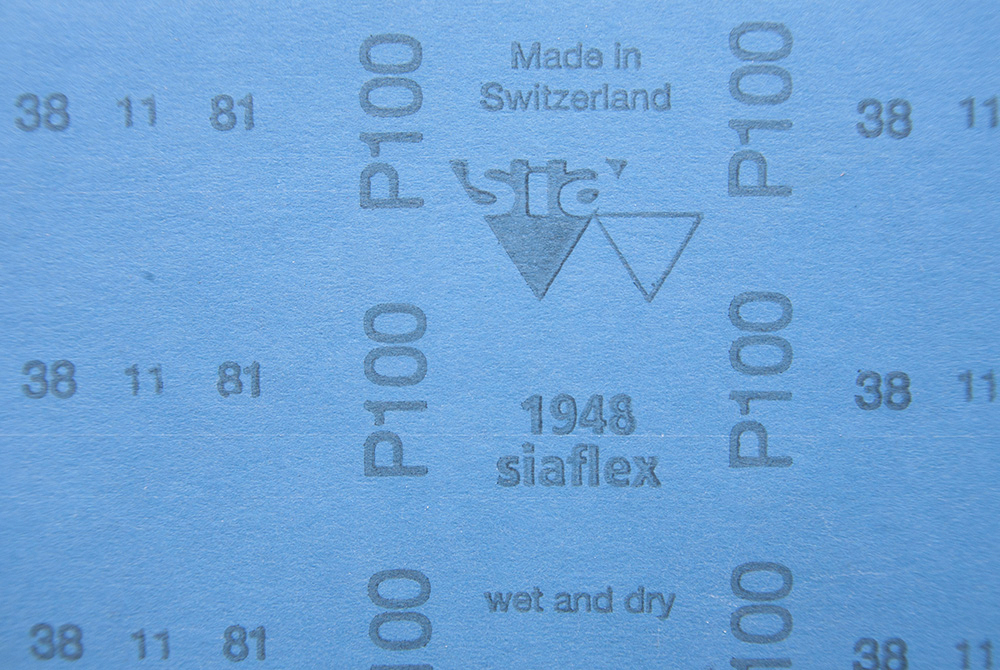 Made in
Switzerland
38 11 81 P100 P100 38 11
sia
38 11 81 P100 P100 38 11
1948
siaflex
wet and dry
38 11 81 100 100 38 11